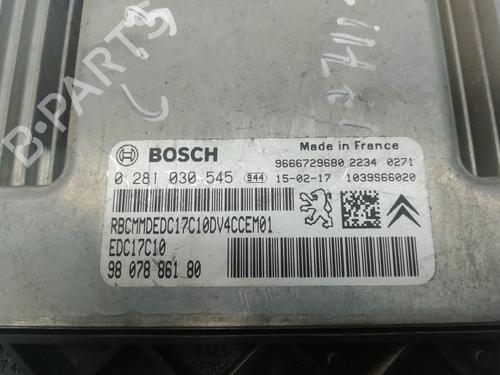 B-PARTS
BOSCH
Made in France
9666729680 2234 0271
0 281 030 545 944 15-02-17 1039S66020
RBCMMDEDC17C10DV4CCEM01
EDC17C10
98 078 861 80